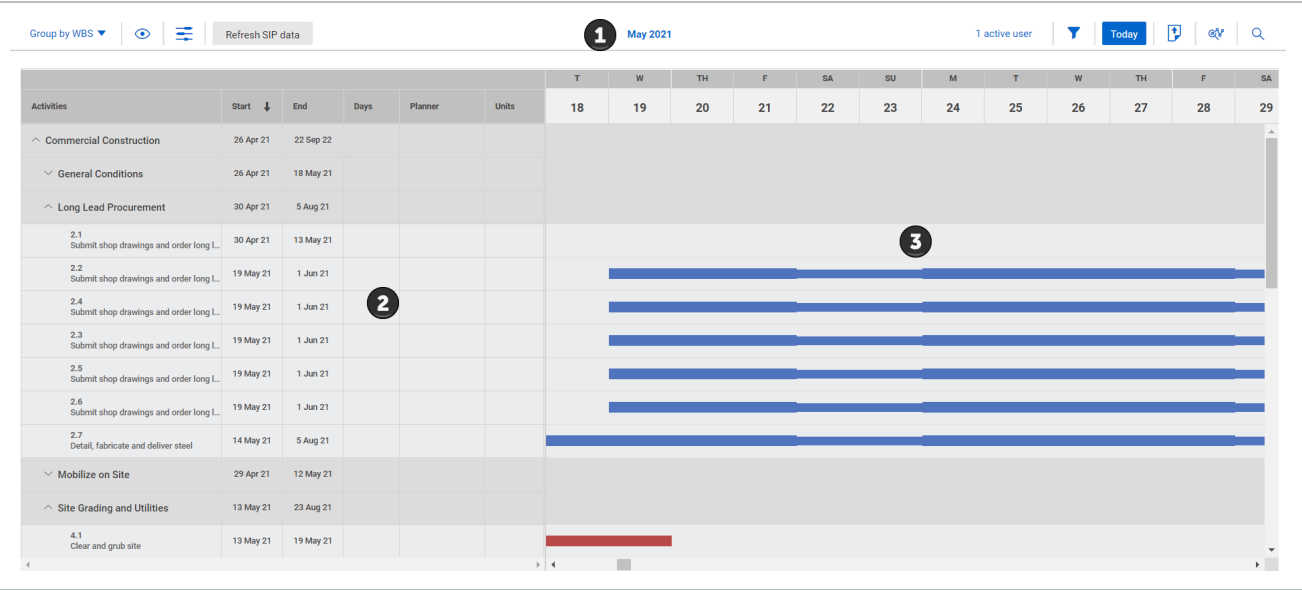 Group by WBS
Refresh SIP data
1
May 2021
1 active user
Today
T W TH F SA SU M T W TH F SA
Activities Start End Days Planner Units 18 19 20 21 22 23 24 25 26 27 28 29
Commercial Construction 26 Apr 21 22 Sep 22
General Conditions 26 Apr 21 18 May 21
Long Lead Procurement 30 Apr 21 5 Aug 21
2.1
Submit shop drawings and order long l... 30 Apr 21 13 May 21
3
2.2
Submit shop drawings and order long l... 19 May 21 1 Jun 21
2.4
Submit shop drawings and order long l... 19 May 21 1 Jun 21
2
2.3
Submit shop drawings and order long l... 19 May 21 1 Jun 21
2.5
Submit shop drawings and order long l... 19 May 21 1 Jun 21
2.6
Submit shop drawings and order long l... 19 May 21 1 Jun 21
2.7
Detail, fabricate and deliver steel 14 May 21 5 Aug 21
Mobilize on Site 29 Apr 21 12 May 21
Site Grading and Utilities 13 May 21 23 Aug 21
4.1
Clear and grub site 13 May 21 19 May 21